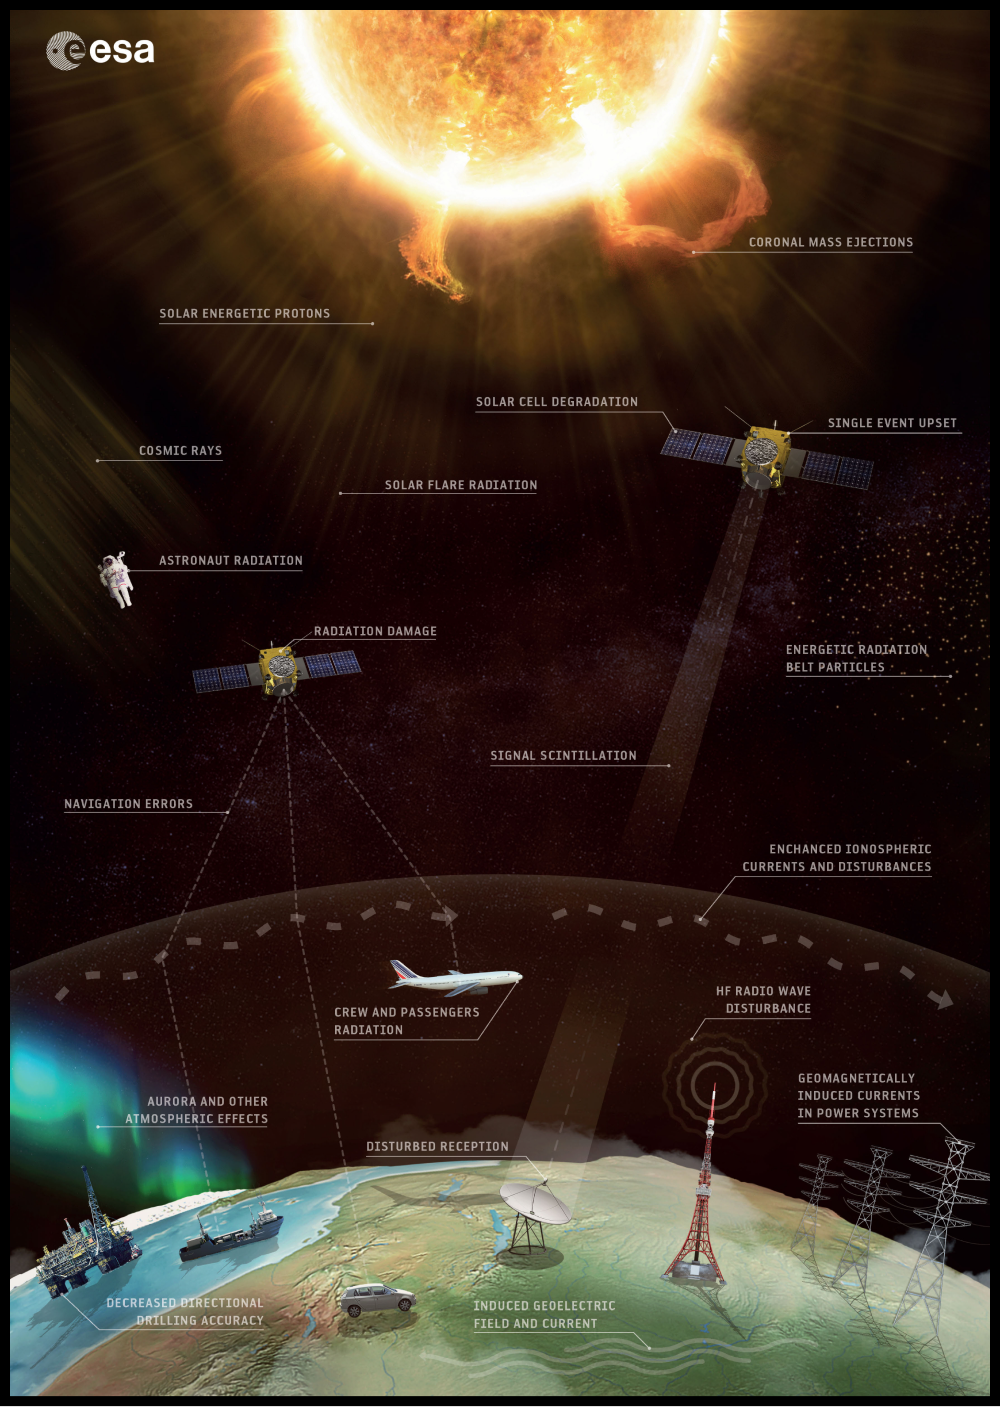 esa
CORONAL MASS EJECTIONS
SOLAR ENERGETIC PROTONS
SOLAR CELL DEGRADATION
SINGLE EVENT UPSET
COSMIC RAYS
SOLAR FLARE RADIATION
ASTRONAUT RADIATION
RADIATION DAMAGE
ENERGETIC RADIATION
BELT PARTICLES
SIGNAL SCINTILLATION
NAVIGATION ERRORS
ENCHANCED IONOSPHERIC
CURRENTS AND DISTURBANCES
HF RADIO WAVE
DISTURBANCE
CREW AND PASSENGERS
RADIATION
GEOMAGNETICALLY
INDUCED CURRENTS
IN POWER SYSTEMS
AURORA AND OTHER
ATMOSPHERIC EFFECTS
DISTURBED RECEPTION
DECREASED DIRECTIONAL
DRILLING ACCURACY
INDUCED GEOELECTRIC
FIELD AND CURRENT